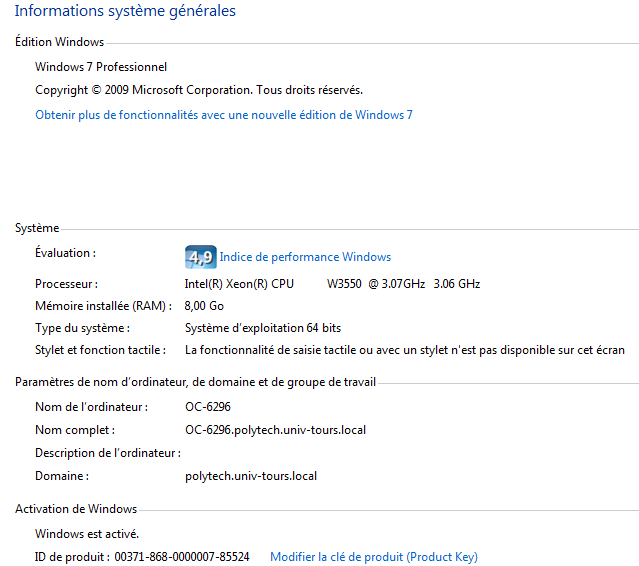 Informations système générales
Édition Windows
Windows 7 Professionnel
Copyright © 2009 Microsoft Corporation. Tous droits réservés.
Obtenir plus de fonctionnalités avec une nouvelle édition de Windows 7
Système
Évaluation : 4,9 Indice de performance Windows
Processeur : Intel(R) Xeon(R) CPU W3550 @ 3.07GHz 3.06 GHz
Mémoire installée (RAM) : 8,00 Go
Type du système : Système d'exploitation 64 bits
Stylet et fonction tactile : La fonctionnalité de saisie tactile ou avec un stylet n'est pas disponible sur cet écran
Paramètres de nom d'ordinateur, de domaine et de groupe de travail
Nom de l'ordinateur : OC-6296
Nom complet : OC-6296.polytech.univ-tours.local
Description de l'ordinateur :
Domaine : polytech.univ-tours.local
Activation de Windows
Windows est activé.
ID de produit : 00371-868-0000007-85524 Modifier la clé de produit (Product Key)